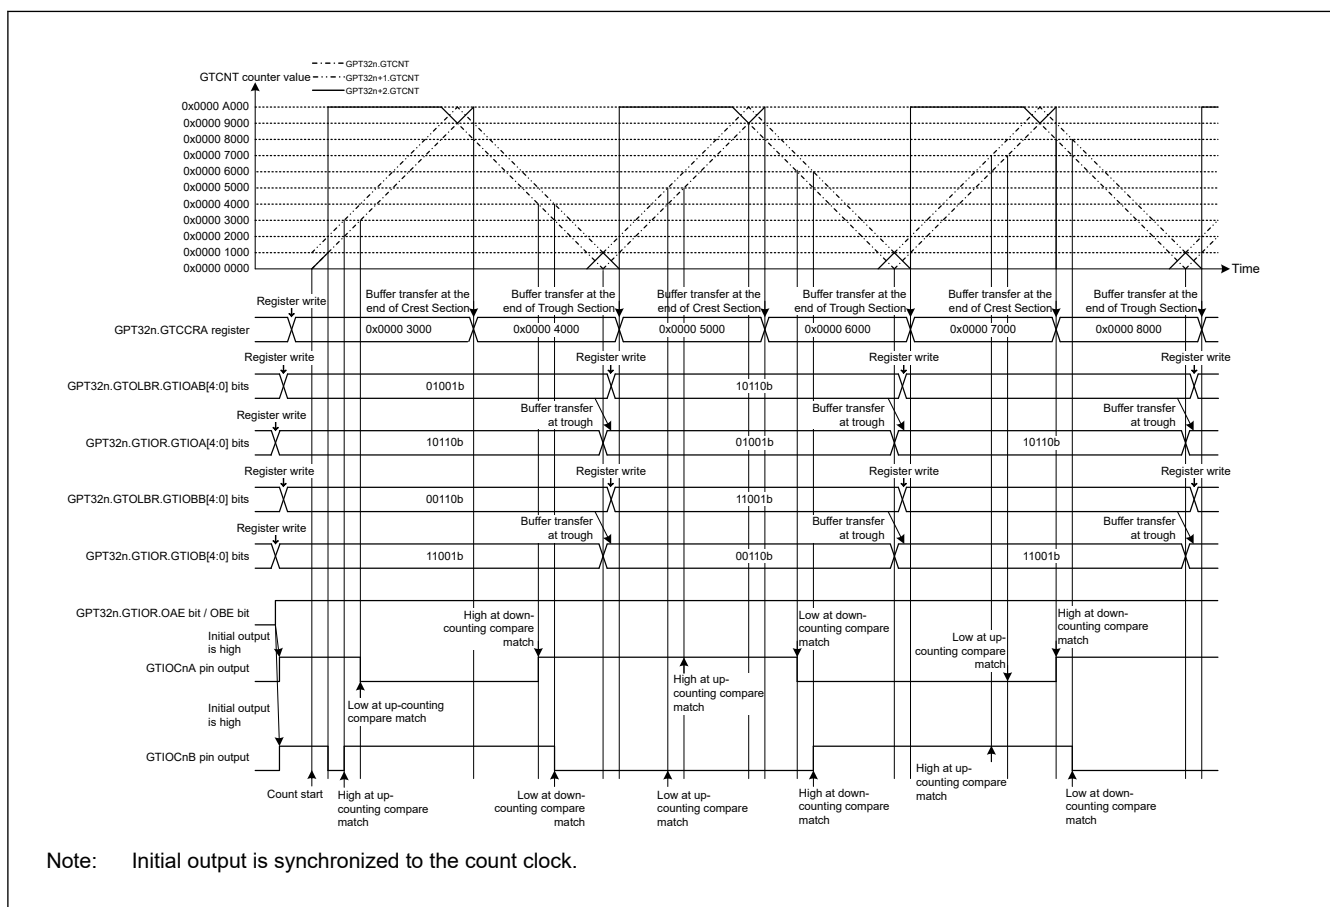 GPT32n.GTCNT
GTCNT counter value
GPT32n+1.GTCNT
GPT32n+2.GTCNT
0x0000 A000
0x0000 9000
0x0000 8000
0x0000 7000
0x0000 6000
0x0000 5000
0x0000 4000
0x0000 3000
0x0000 2000
0x0000 1000
0x0000 0000
Time
Register write
Buffer transfer at the
end of Crest Section
Buffer transfer at the
end of Trough Section
Buffer transfer at the
end of Crest Section
Buffer transfer at the
end of Trough Section
Buffer transfer at the
end of Crest Section
Buffer transfer at the
end of Trough Section
GPT32n.GTCCRA register
0x0000 3000
0x0000 4000
0x0000 5000
0x0000 6000
0x0000 7000
0x0000 8000
Register write
Register write
Register write
Register write
GPT32n.GTOLBR.GTIOAB[4:0] bits
01001b
10110b
Register write
Buffer transfer
at trough
Buffer transfer
at trough
Buffer transfer
at trough
GPT32n.GTIOR.GTIOA[4:0] bits
10110b
01001b
10110b
Register write
Register write
Register write
Register write
GPT32n.GTOLBR.GTIOBB[4:0] bits
00110b
11001b
Register write
Buffer transfer
at trough
Buffer transfer
at trough
Buffer transfer
at trough
GPT32n.GTIOR.GTIOB[4:0] bits
11001b
00110b
11001b
GPT32n.GTIOR.OAE bit / OBE bit
Initial output
is high
High at down-
counting compare
match
Low at down-
counting compare
match
Low at up-
counting compare
match
High at down-
counting compare
match
GTIOCnA pin output
Low at up-counting
compare match
High at up-
counting compare
match
Initial output
is high
GTIOCnB pin output
Count start
High at up-
counting compare
match
Low at down-
counting compare
match
Low at up-
counting compare
match
High at down-
counting compare
match
High at up-
counting compare
match
Low at down-
counting compare
match
Note: Initial output is synchronized to the count clock.